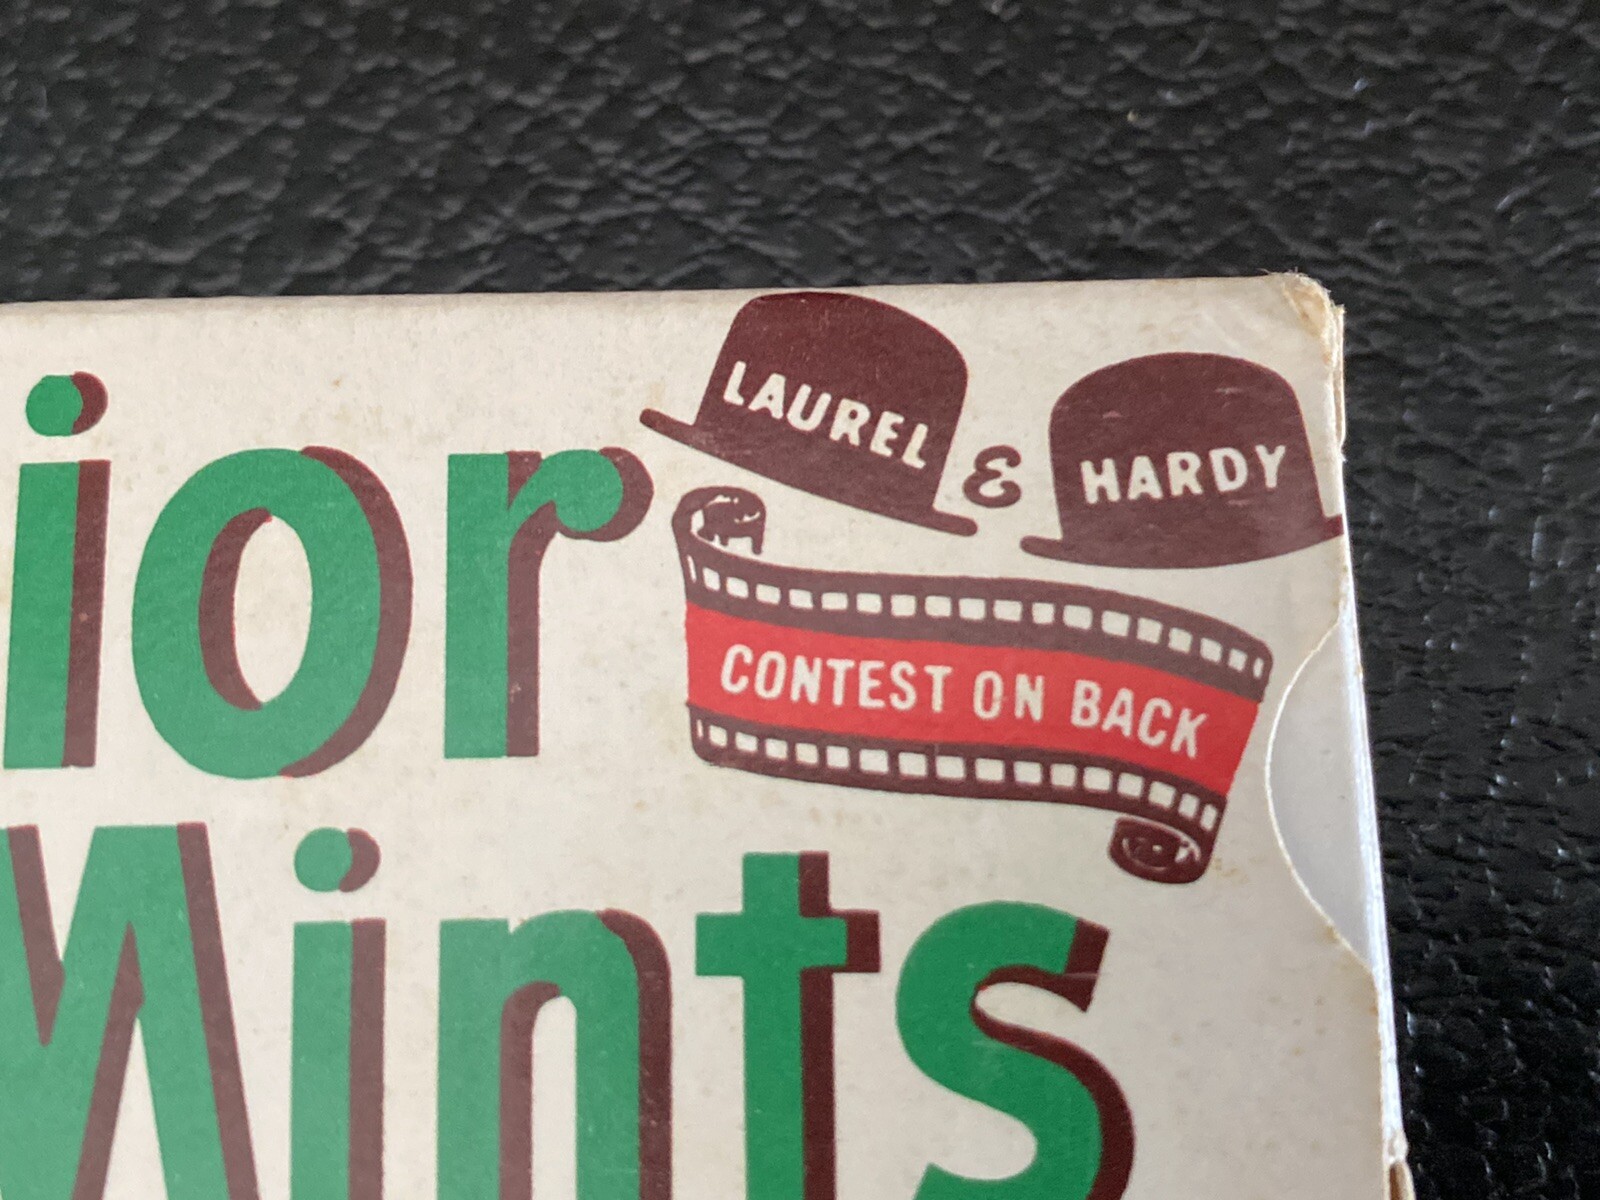 ior
LAUREL & HARDY
CONTEST ON BACK
Mints